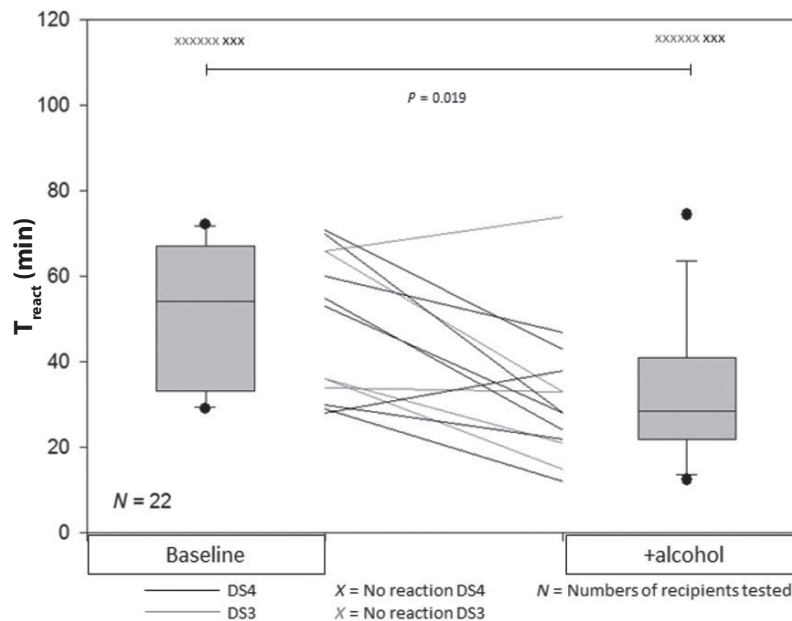 120
xxxxxx xxx
xxxxxx xxx
100
P = 0.019
80
T react (min)
60
40
20
N = 22
0
Baseline
+alcohol
DS4
X = No reaction DS4
N = Numbers of recipients tested
DS3
X = No reaction DS3